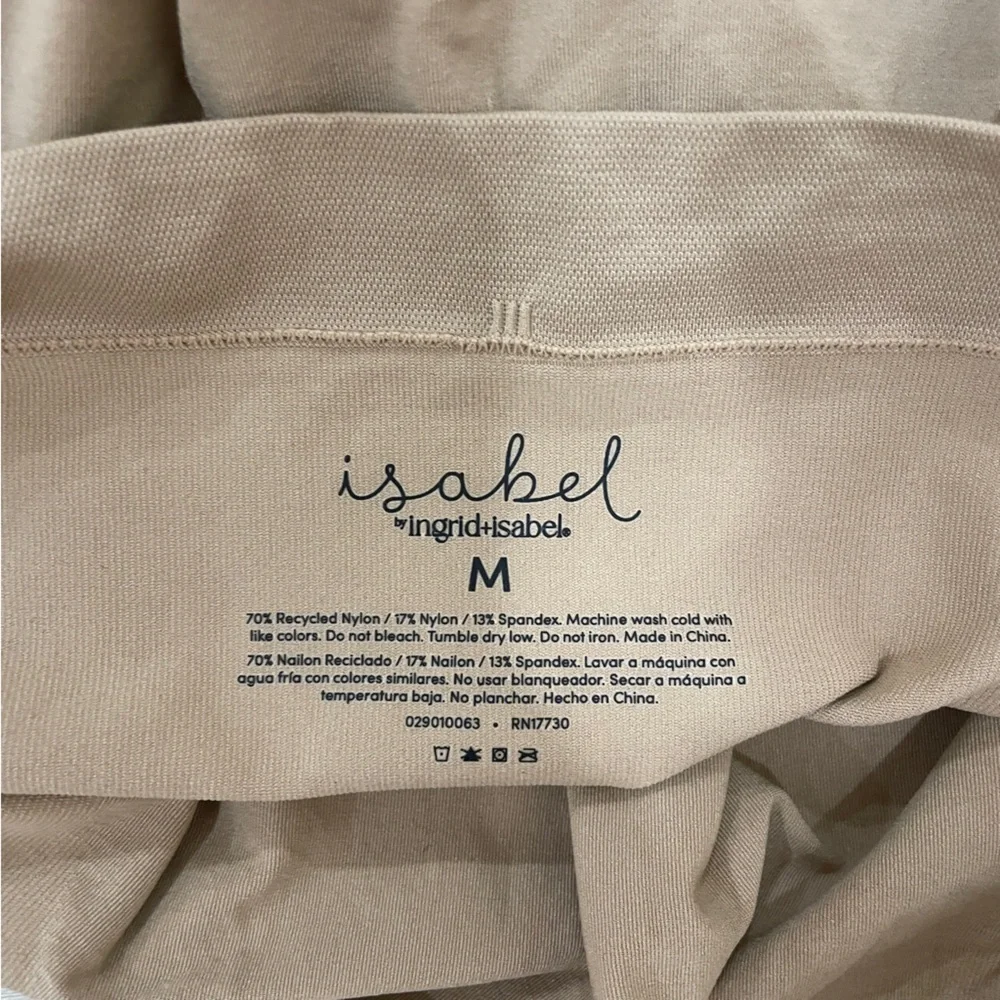 isabel
by ingrid+isabel®
M
70% Recycled Nylon / 17% Nylon / 13% Spandex. Machine wash cold with
like colors. Do not bleach. Tumble dry low. Do not iron. Made in China.
70% Nailon Reciclado / 17% Nailon / 13% Spandex. Lavar a máquina con
agua fría con colores similares. No usar blanqueador. Secar a máquina a
temperatura baja. No planchar. Hecho en China.
029010063 • RN17730